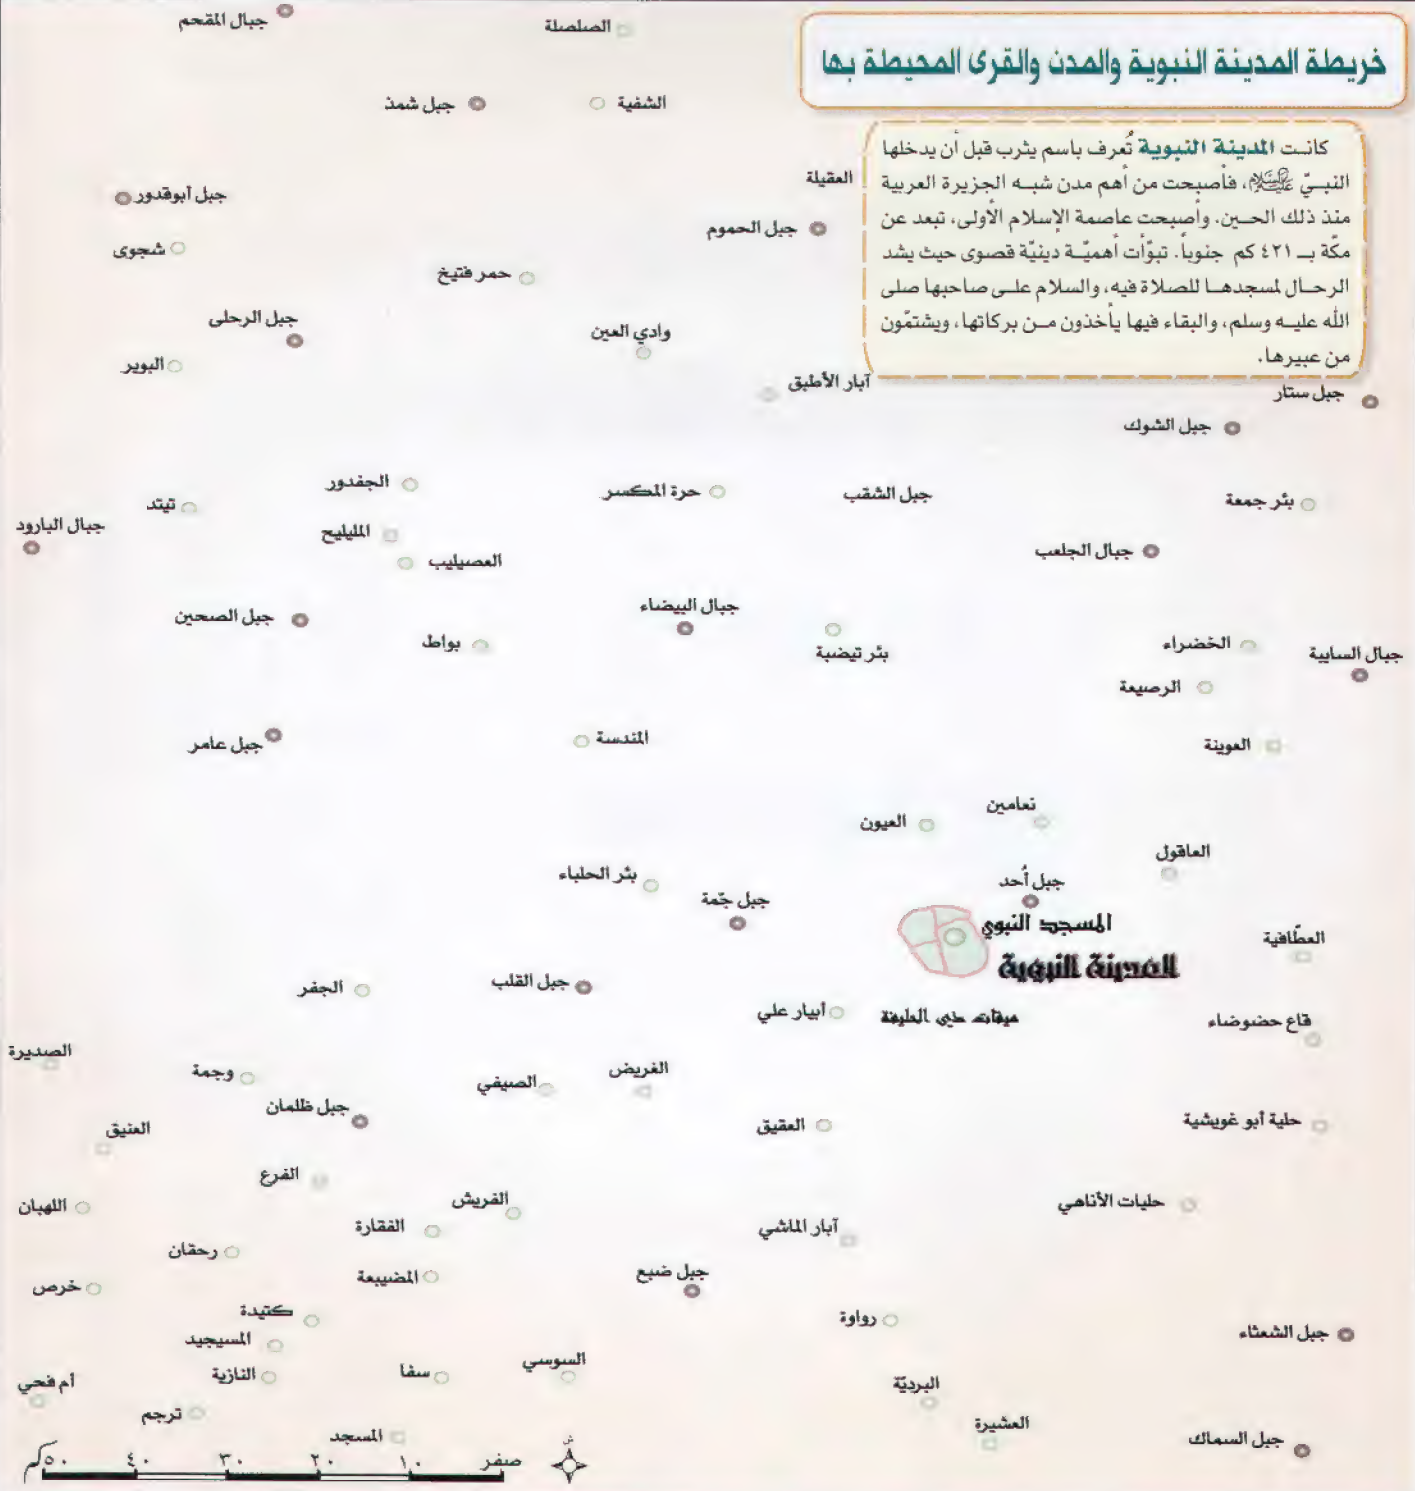 خريطة المدينة النبوية والمدن والقرى المحيطة بها
كانت المدينة النبوية تُعرف باسم يثرب قبل أن يدخلها
النبيّ ﷺ، فأصبحت من أهم مدن شبه الجزيرة العربية
منذ ذلك الحين. وأصبحت عاصمة الإسلام الأولى، تبعد عن
مكّة بـ ٤٢١ كم جنوباً. تبوّأت أهميّة دينيّة قصوى حيث يشد
الرحال لمسجدها للصلاة فيه، والسلام على صاحبها صلى
الله عليه وسلم، والبقاء فيها يأخذون من بركاتها، ويشتمّون
من عبيرها.
الصلصلة
جبال المقحم
الشفية
جبل شمذ
العقيلة
جبل أبوقدور
جبل الحموم
شجوى
حمر فتيخ
جبل الرحلى
وادي العين
البوير
آبار الأطبق
جبل ستار
جبل الشوك
بئر جمعة
جبل الشقب
حرة المكسر
الجفدور
تيتد
جبال البارود
المليليح
العصيليب
جبال الجلعب
جبال البيضاء
جبل الصحين
بواط
بئر تيضبة
الخضراء
جبال السايبة
الرصيعة
العوينة
المندسة
جبل عامر
نعامين
العيون
العاقول
بئر الحلباء
جبل أُحد
جبل جَمة
المسجد النبوي
المدينة النبوية
العطّافية
جبل القلب
الجفر
أبيار علي
ميقات ذي الحليفة
قاع حضوضاء
الصديرة
وجمة
الصيفي
الغريض
جبل ظلمان
العنيق
العقيق
حلية أبو غويشية
الفرع
اللهبان
الفريش
الفقارة
حليات الأناهي
آبار الماشي
رحقان
المضيبعة
جبل ضبع
خرص
كتيدة
رواوة
جبل الشعثاء
المسيجيد
السوسي
سفا
النازية
أم فحي
البرديّة
ترجم
العشيرة
المسجد
جبل السماك
ش
صفر ١٠ ٢٠ ٣٠ ٤٠ ٥٠ كم